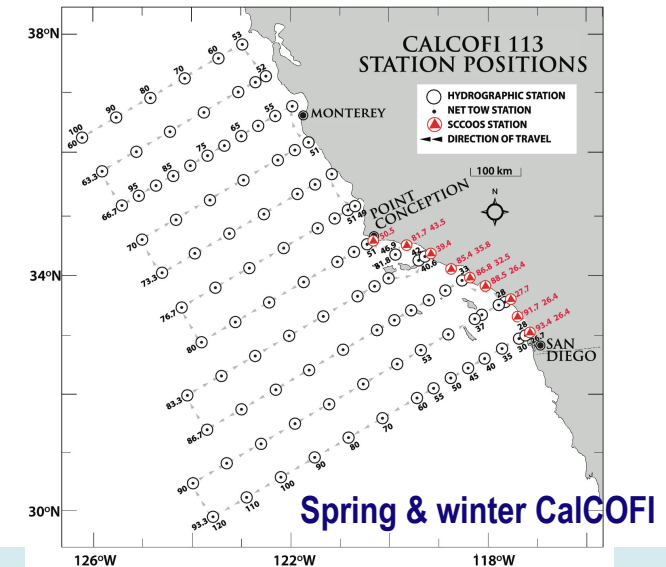 CALCOFI 113
STATION POSITIONS
HYDROGRAPHIC STATION
NET TOW STATION
SCCOOS STATION
DIRECTION OF TRAVEL
100 km
N
38°N
34°N
30°N
126°W
122°W
118°W
MONTEREY
POINT
CONCEPTION
SAN
DIEGO
100
90
80
70
60
53
60
52
63.3
95
85
75
65
55
66.7
51
70
51 49
73.3
76.7
80
50.5
51
46.9
81.8
42
40.6
81.7 43.5
39.4
85.4 35.8
86.8 32.5
88.5 26.4
27.7
91.7 26.4
93.4 26.4
33
28
37
53
28
26.7
30
35
40
45
50
55
60
70
80
90
100
110
120
83.3
86.7
90
93.3
Spring & winter CalCOFI